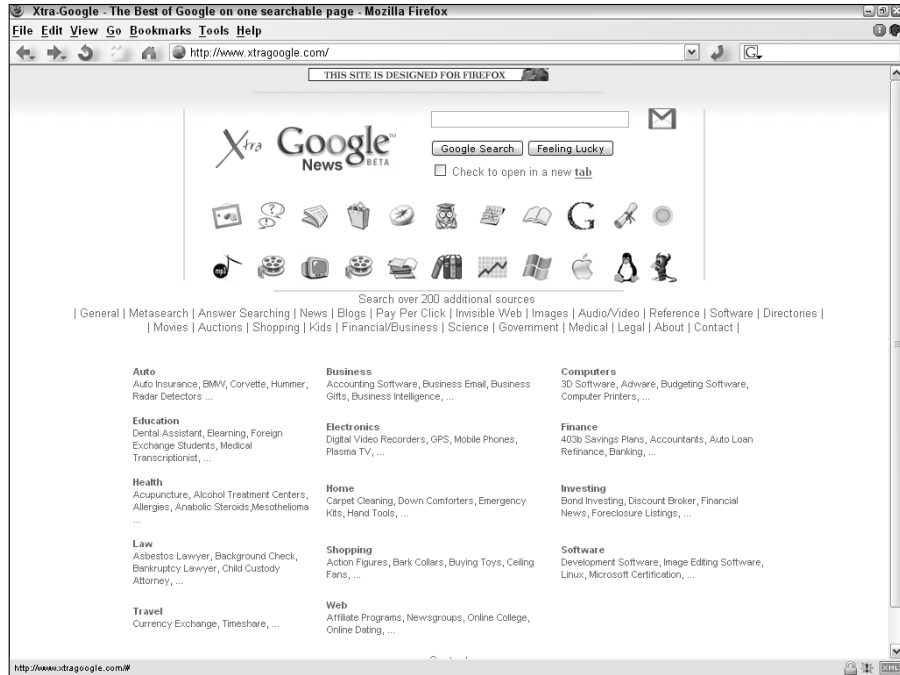 Xtra-Google - The Best of Google on one searchable page - Mozilla Firefox
File Edit View Go Bookmarks Tools Help
http://www.xtragoogle.com/
G
THIS SITE IS DESIGNED FOR FIREFOX
Xtra Google™
News BETA
Google Search Feeling Lucky
Check to open in a new tab
G
mp3
Search over 200 additional sources
| General | Metasearch | Answer Searching | News | Blogs | Pay Per Click | Invisible Web | Images | Audio/Video | Reference | Software | Directories |
| Movies | Auctions | Shopping | Kids | Financial/Business | Science | Government | Medical | Legal | About | Contact |
Auto
Auto Insurance, BMW, Corvette, Hummer,
Radar Detectors ...
Business
Accounting Software, Business Email, Business
Gifts, Business Intelligence, ...
Computers
3D Software, Adware, Budgeting Software,
Computer Printers, ...
Education
Dental Assistant, Elearning, Foreign
Exchange Students, Medical
Transcriptionist, ...
Electronics
Digital Video Recorders, GPS, Mobile Phones,
Plasma TV, ...
Finance
403b Savings Plans, Accountants, Auto Loan
Refinance, Banking, ...
Health
Acupuncture, Alcohol Treatment Centers,
Allergies, Anabolic Steroids,Mesothelioma
...
Home
Carpet Cleaning, Down Comforters, Emergency
Kits, Hand Tools, ...
Investing
Bond Investing, Discount Broker, Financial
News, Foreclosure Listings, ...
Law
Asbestos Lawyer, Background Check,
Bankruptcy Lawyer, Child Custody
Attorney, ...
Shopping
Action Figures, Bark Collars, Buying Toys, Ceiling
Fans, ...
Software
Development Software, Image Editing Software,
Linux, Microsoft Certification, ...
Travel
Currency Exchange, Timeshare, ...
Web
Affiliate Programs, Newsgroups, Online College,
Online Dating, ...
http://www.xtragoogle.com/#
XML